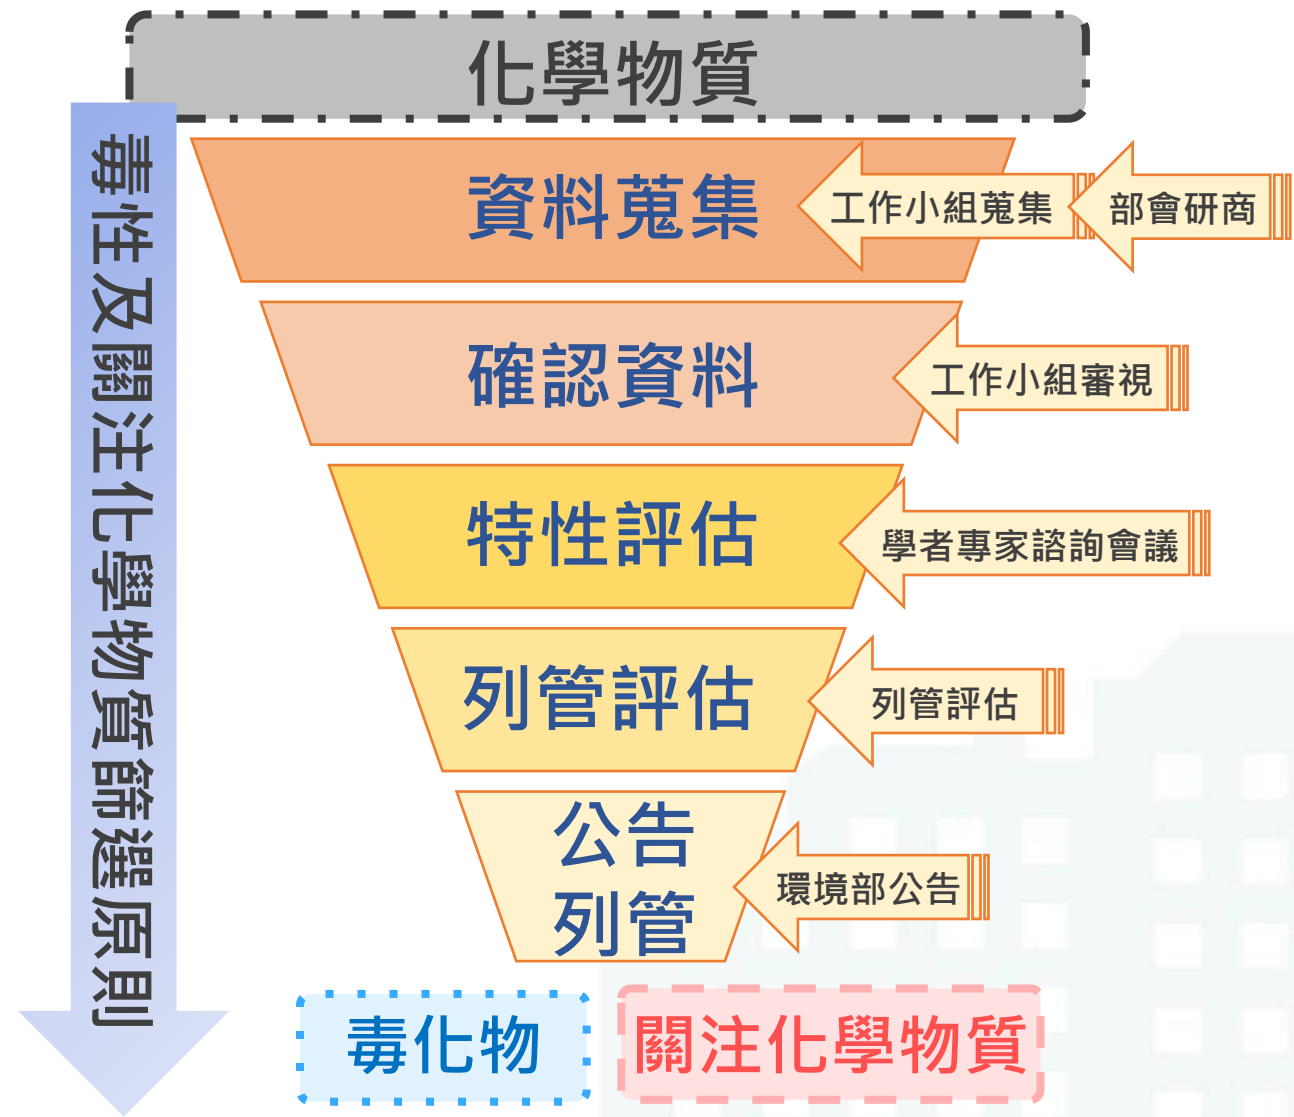 化學物質
毒性及關注化學物質篩選原則
資料蒐集
工作小組蒐集
部會研商
確認資料
工作小組審視
特性評估
學者專家諮詢會議
列管評估
列管評估
公告
列管
環境部公告
毒化物
關注化學物質